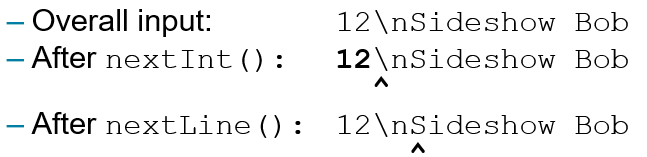 – Overall input: 12\nSideshow Bob
– After nextInt(): 12\nSideshow Bob
^
– After nextLine(): 12\nSideshow Bob
^